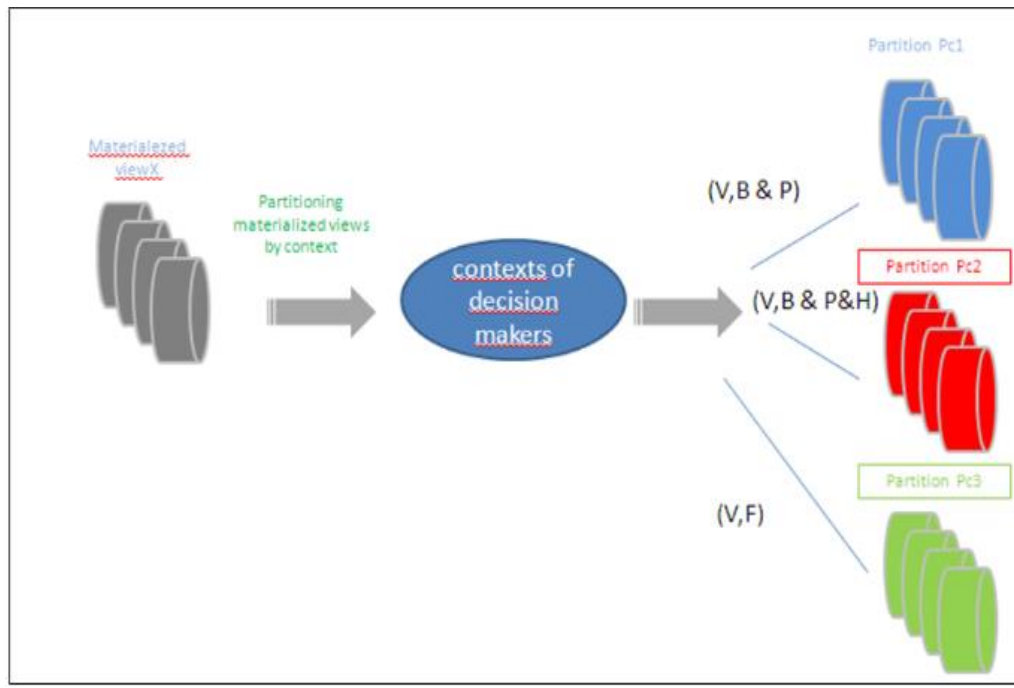 Partition Pc1
Materialezed
viewX
Partitioning
materialized views
by context
(V,B & P)
contexts of
decision
makers
Partition Pc2
(V,B & P&H)
Partition Pc3
(V,F)